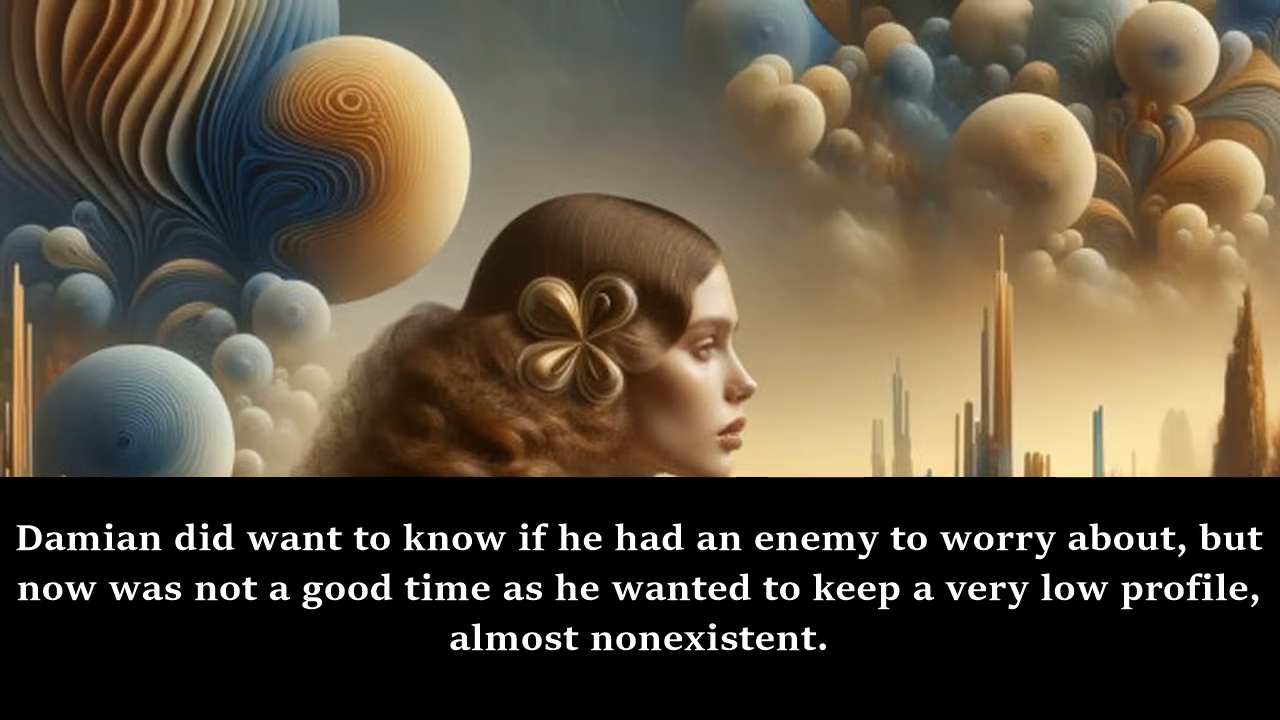 Damian did want to know if he had an enemy to worry about, but
now was not a good time as he wanted to keep a very low profile,
almost nonexistent.